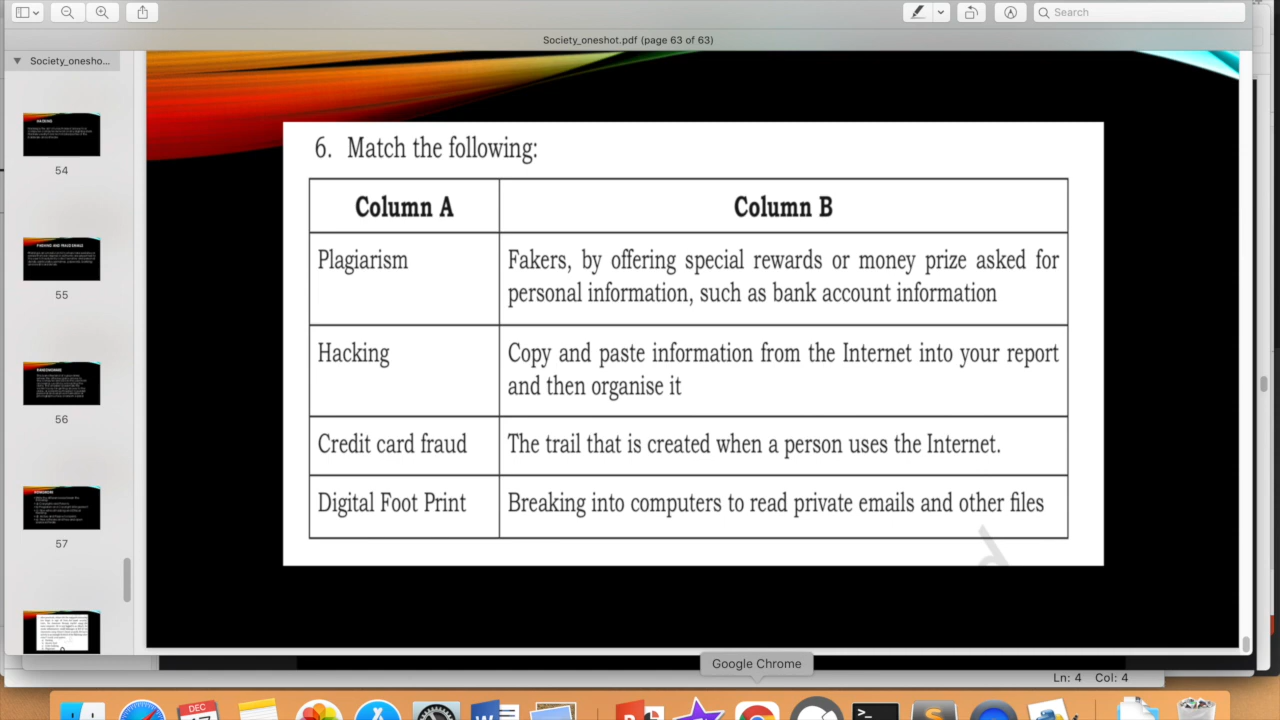 Search
Society_oneshot.pdf (page 63 of 63)
Society_onesho...
HACKING
54
55
56
57
6. Match the following:
Column A
Column B
Plagiarism
Fakers, by offering special rewards or money prize asked for
personal information, such as bank account information
Hacking
Copy and paste information from the Internet into your report
and then organise it
Credit card fraud
The trail that is created when a person uses the Internet.
Digital Foot Print
Breaking into computers to read private emails and other files
Google Chrome
Ln: 4 Col: 4
DEC